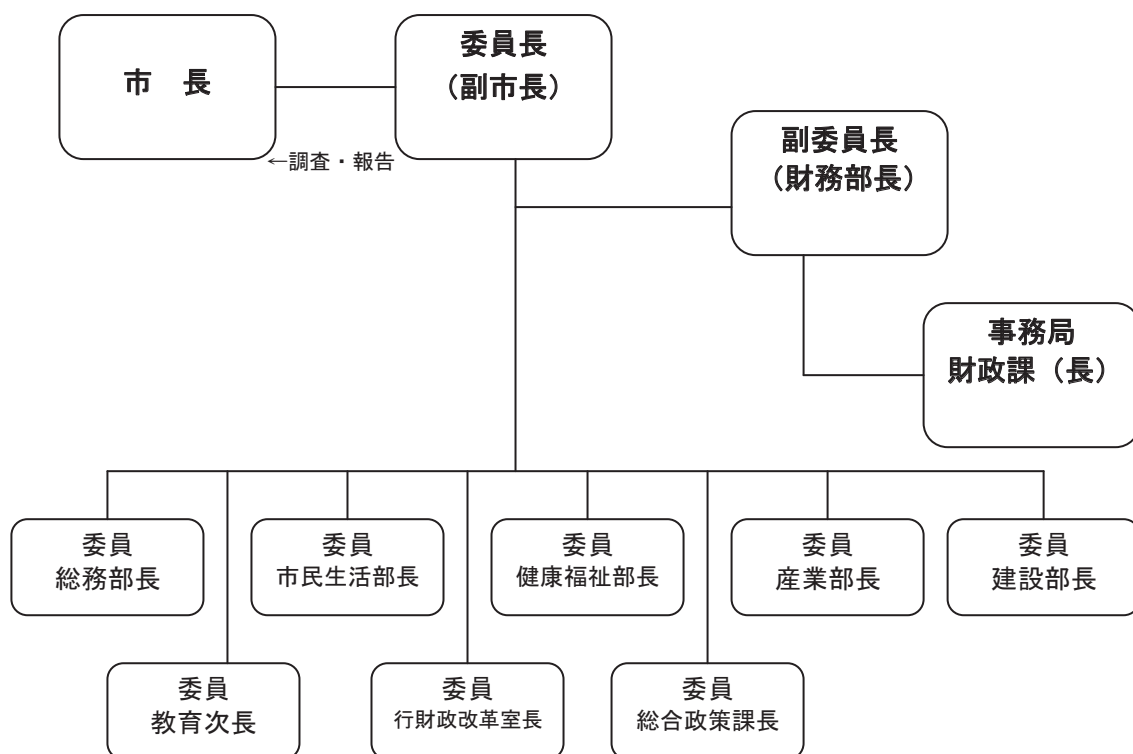 市　長
委員長
（副市長）
←調査・報告
副委員長
（財務部長）
事務局
財政課（長）
委員
総務部長
委員
市民生活部長
委員
健康福祉部長
委員
産業部長
委員
建設部長
委員
教育次長
委員
行財政改革室長
委員
総合政策課長